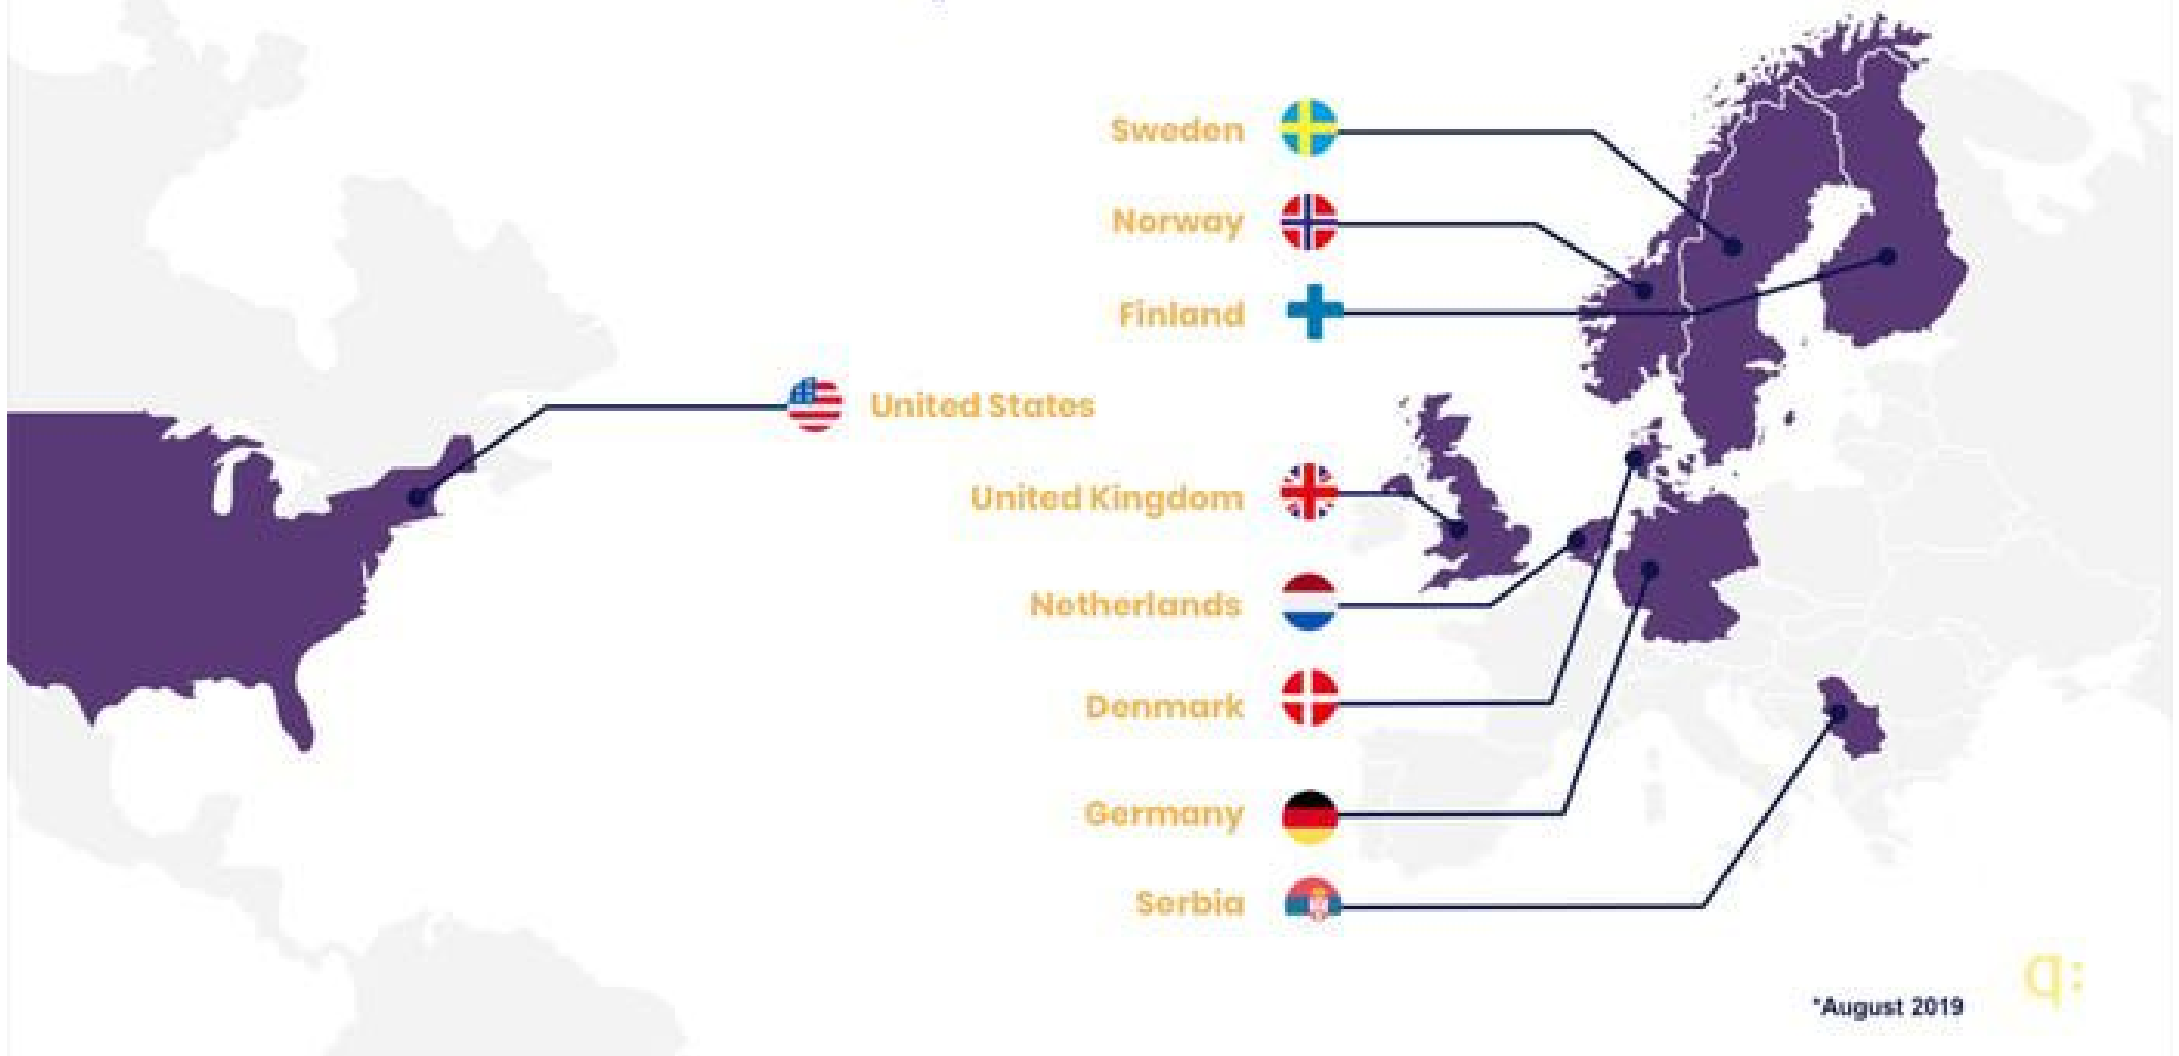 Sweden
Norway
Finland
United States
United Kingdom
Netherlands
Denmark
Germany
Serbia
q:
*August 2019